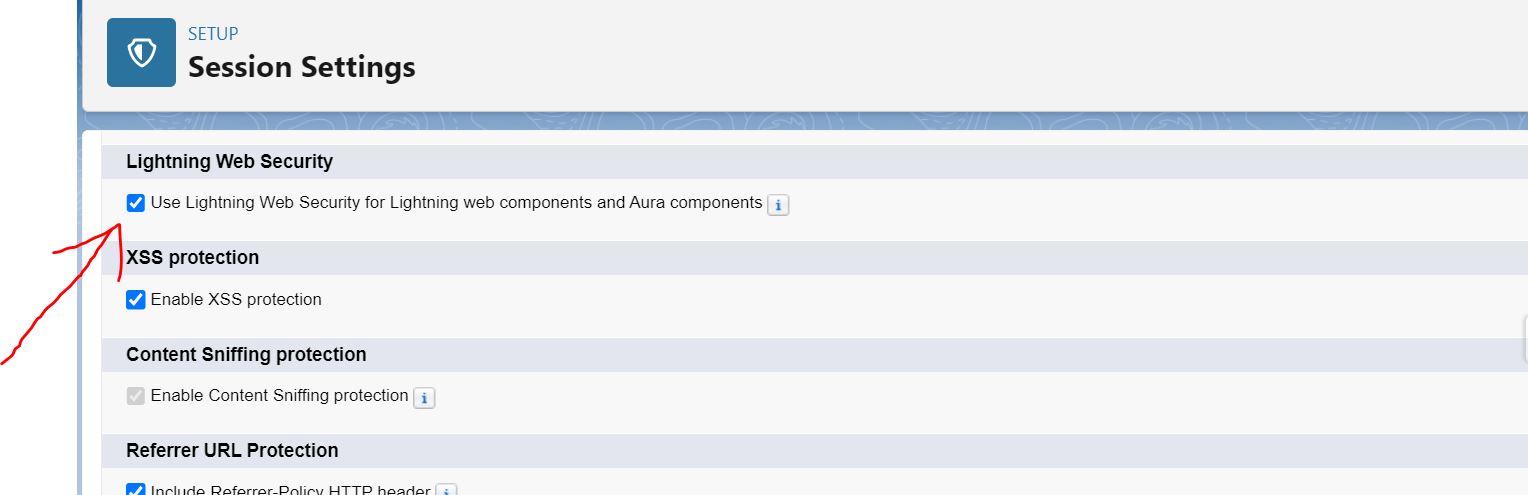 SETUP
Session Settings
Lightning Web Security
Use Lightning Web Security for Lightning web components and Aura components
XSS protection
Enable XSS protection
Content Sniffing protection
Enable Content Sniffing protection
Referrer URL Protection
Include Referrer-Policy HTTP header